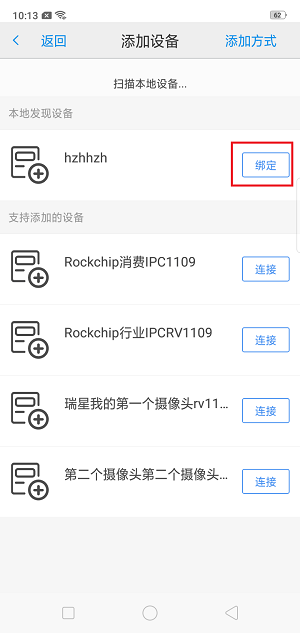 10:13
62
返回
添加设备
添加方式
扫描本地设备...
本地发现设备
hzhhzh
绑定
支持添加的设备
Rockchip消费IPC1109
连接
Rockchip行业IPCRV1109
连接
瑞星我的第一个摄像头rv11...
连接
第二个摄像头第二个摄像头...
连接